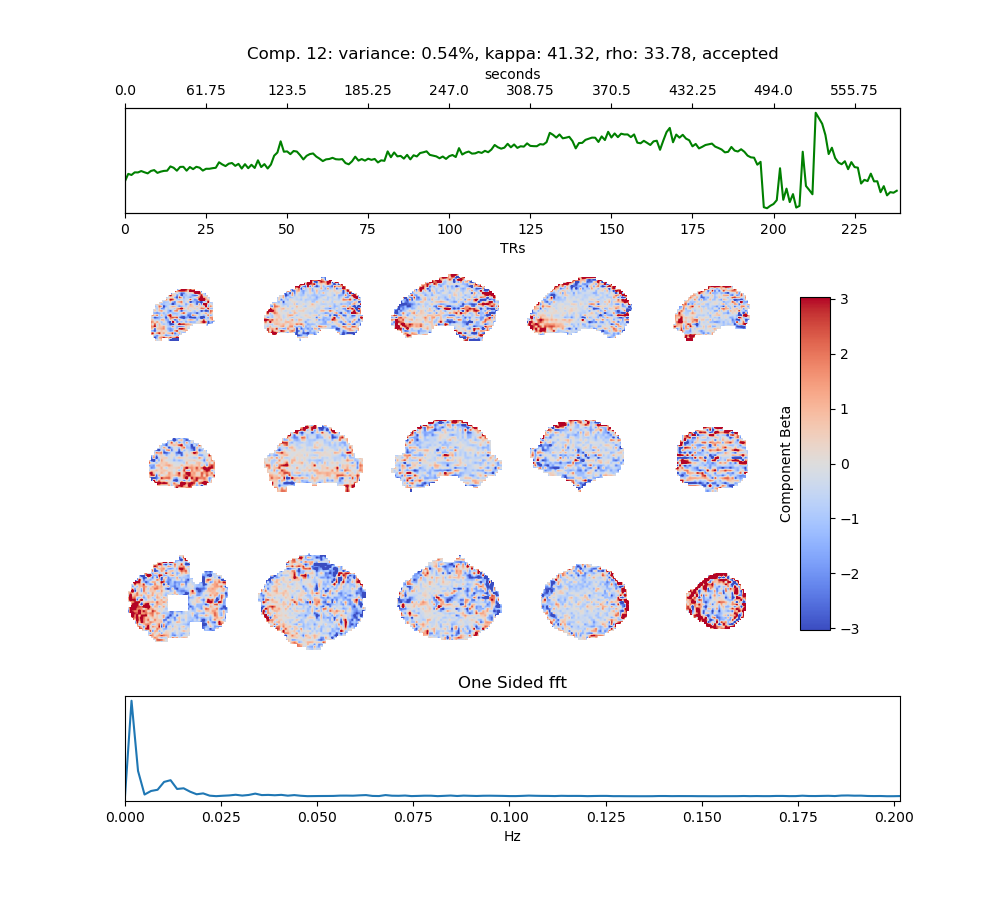 Comp. 12: variance: 0.54%, kappa: 41.32, rho: 33.78, accepted
seconds
0.0 61.75 123.5 185.25 247.0 308.75 370.5 432.25 494.0 555.75
0 25 50 75 100 125 150 175 200 225
TRs
3
2
1
0
−1
−2
−3
Component Beta
One Sided fft
0.000 0.025 0.050 0.075 0.100 0.125 0.150 0.175 0.200
Hz